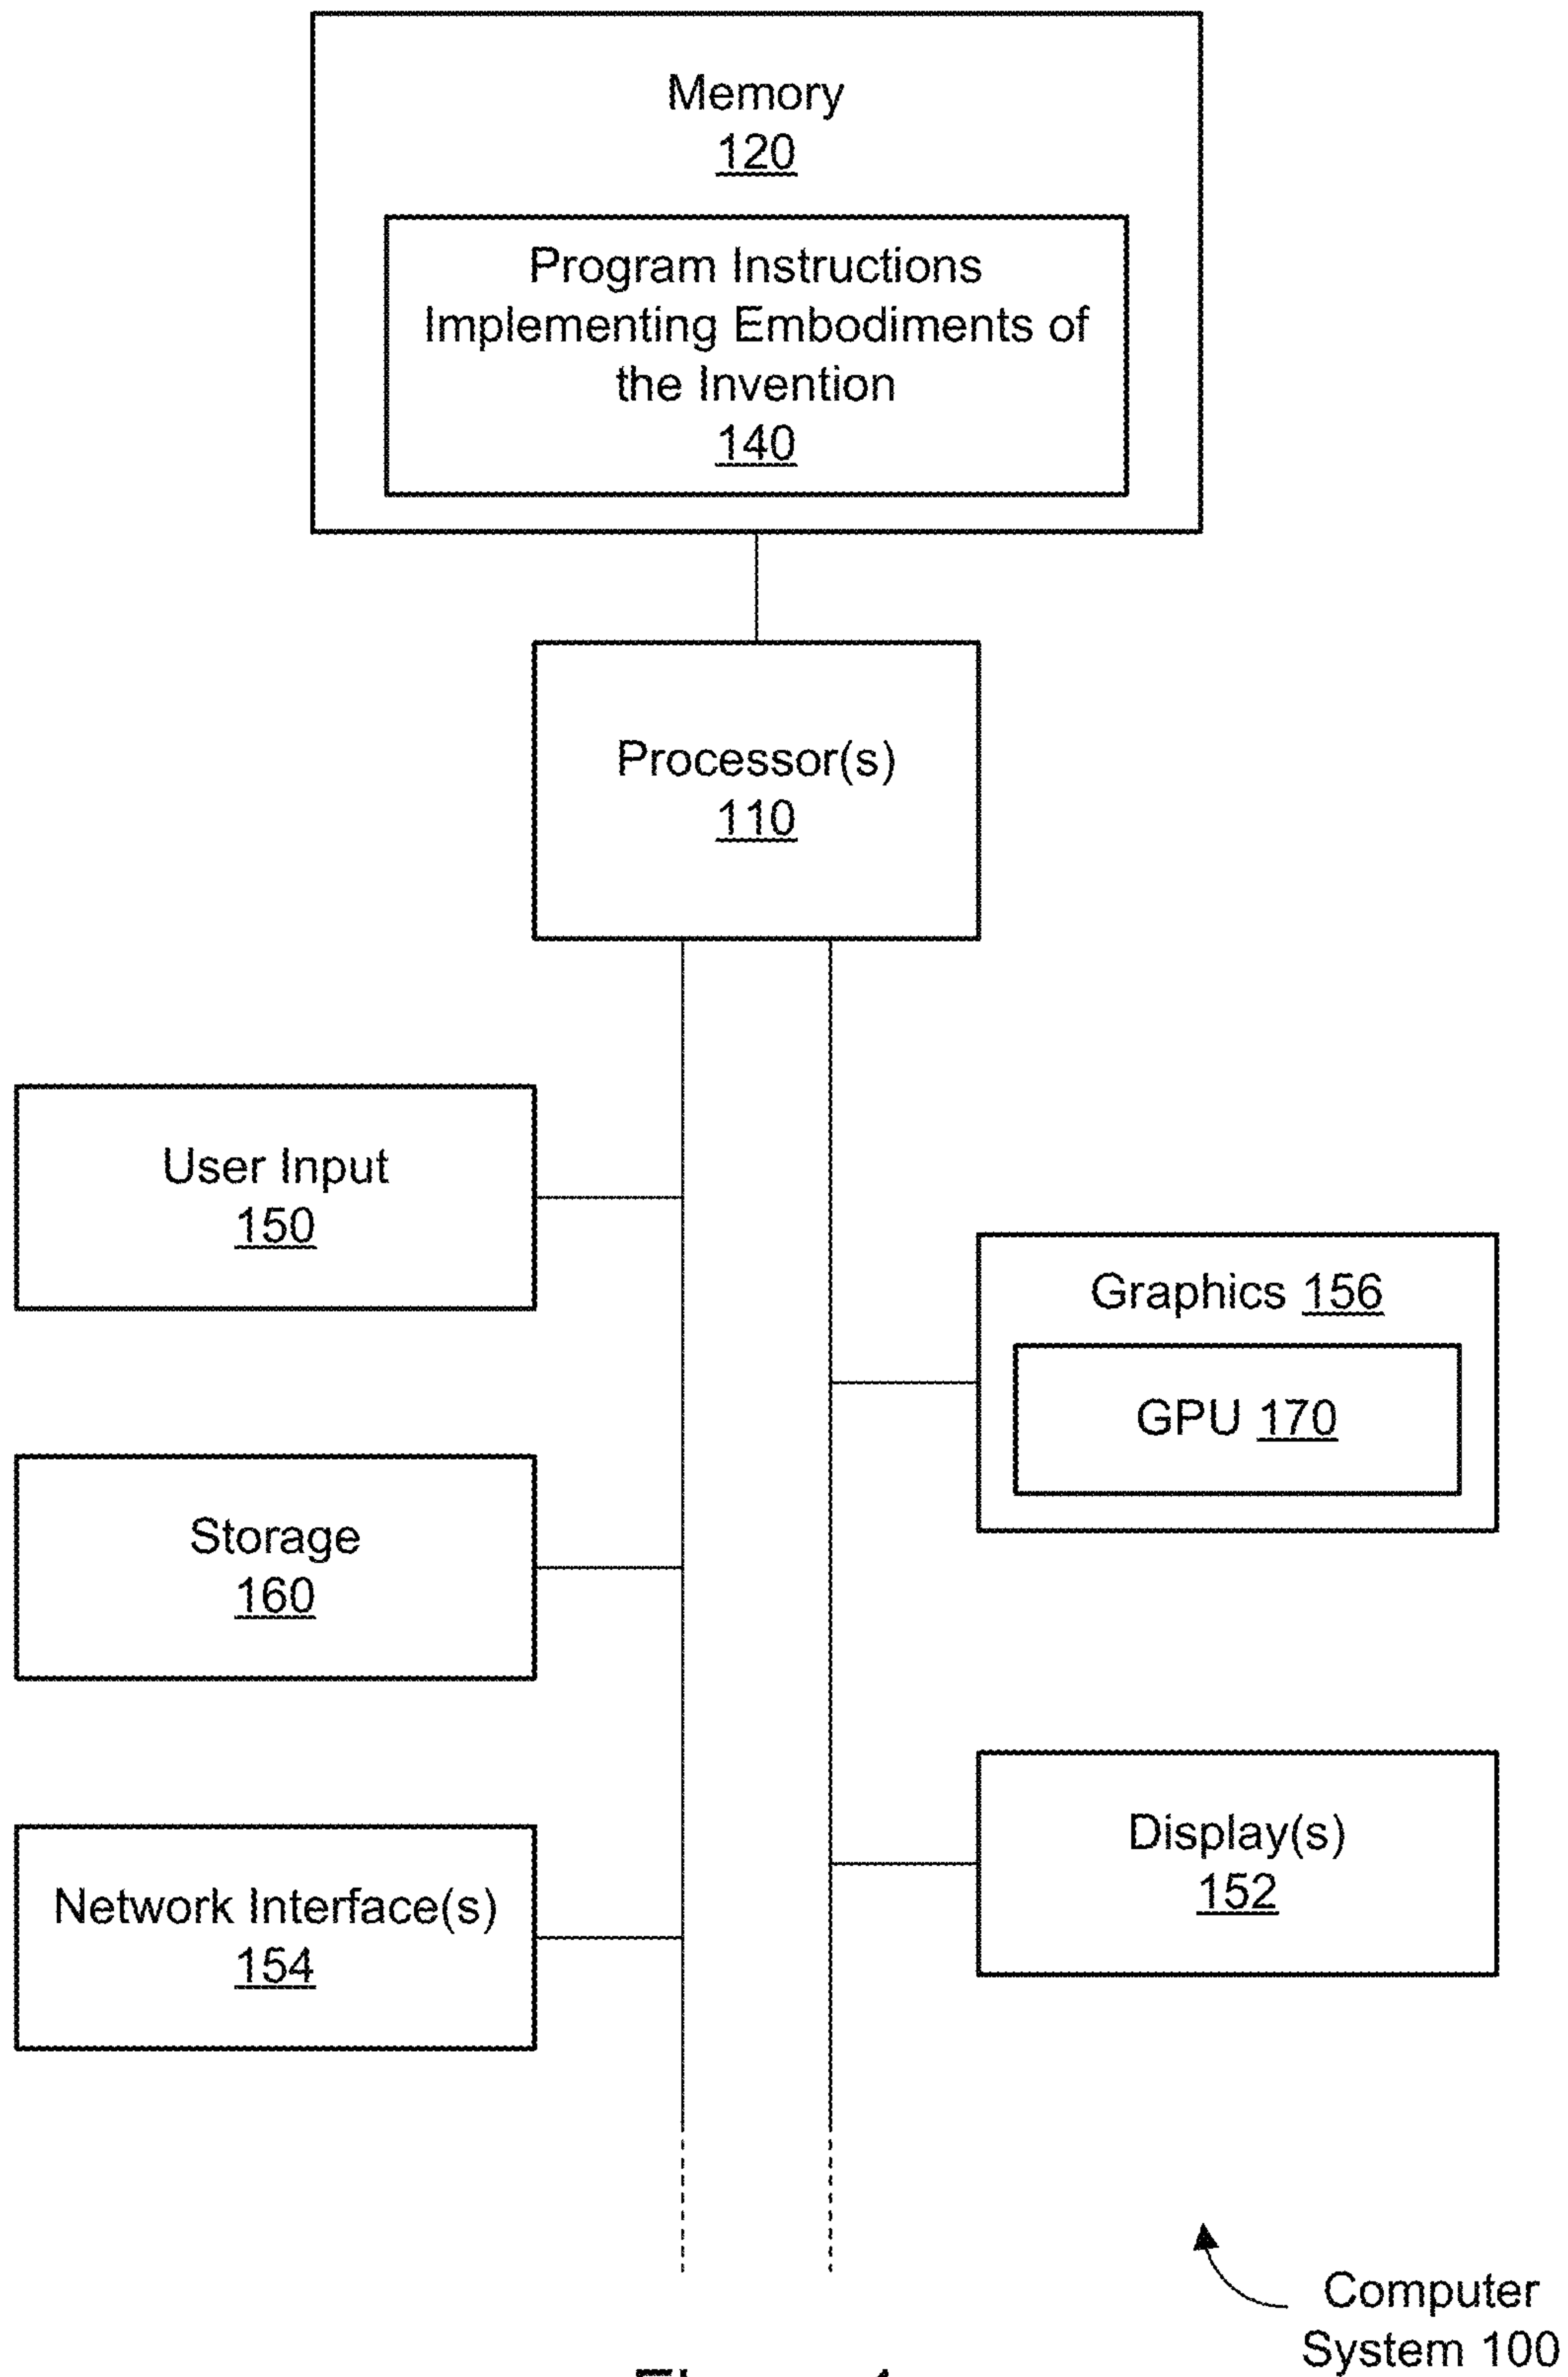 Memory
120
Program Instructions
Implementing Embodiments of
the Invention
140
Processor(s)
110
User Input
150
Graphics 156
GPU 170
Storage
160
Display(s)
152
Network Interface(s)
154
Computer
System 100